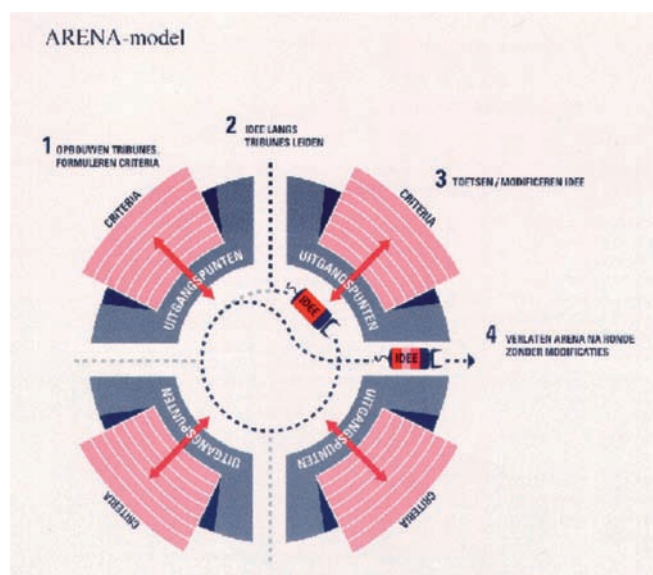 ARENA-model
1 OPBOUWEN TRIBUNES.
FORMULEREN CRITERIA
2 IDEE LANGS
TRIBUNES LEIDEN
3 TOETSEN / MODIFICEREN IDEE
4 VERLATEN ARENA NA RONDE
ZONDER MODIFICATIES
CRITERIA
UITGANGSPUNTEN
CRITERIA
UITGANGSPUNTEN
IDEE
IDEE
UITGANGSPUNTEN
CRITERIA
UITGANGSPUNTEN
CRITERIA